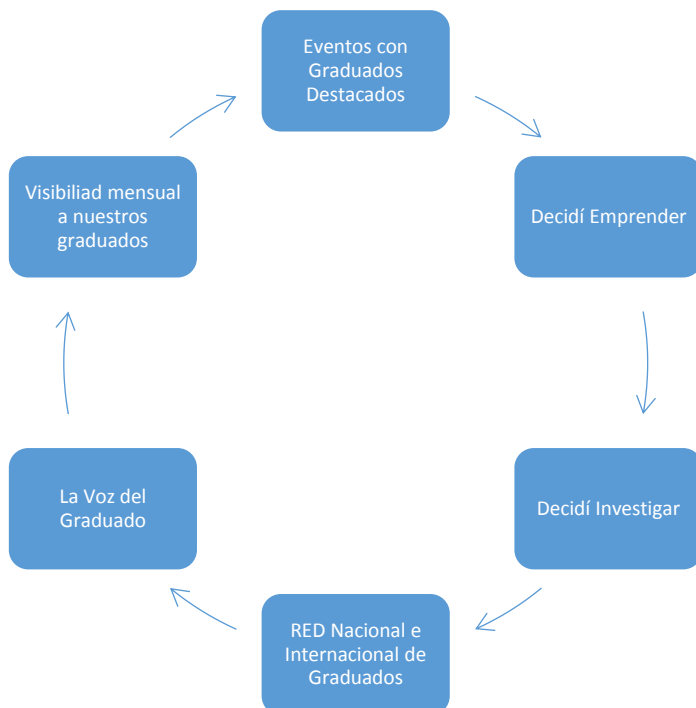 Eventos con
Graduados
Destacados
Decidí Emprender
Decidí Investigar
RED Nacional e
Internacional de
Graduados
La Voz del
Graduado
Visibiliad mensual
a nuestros
graduados